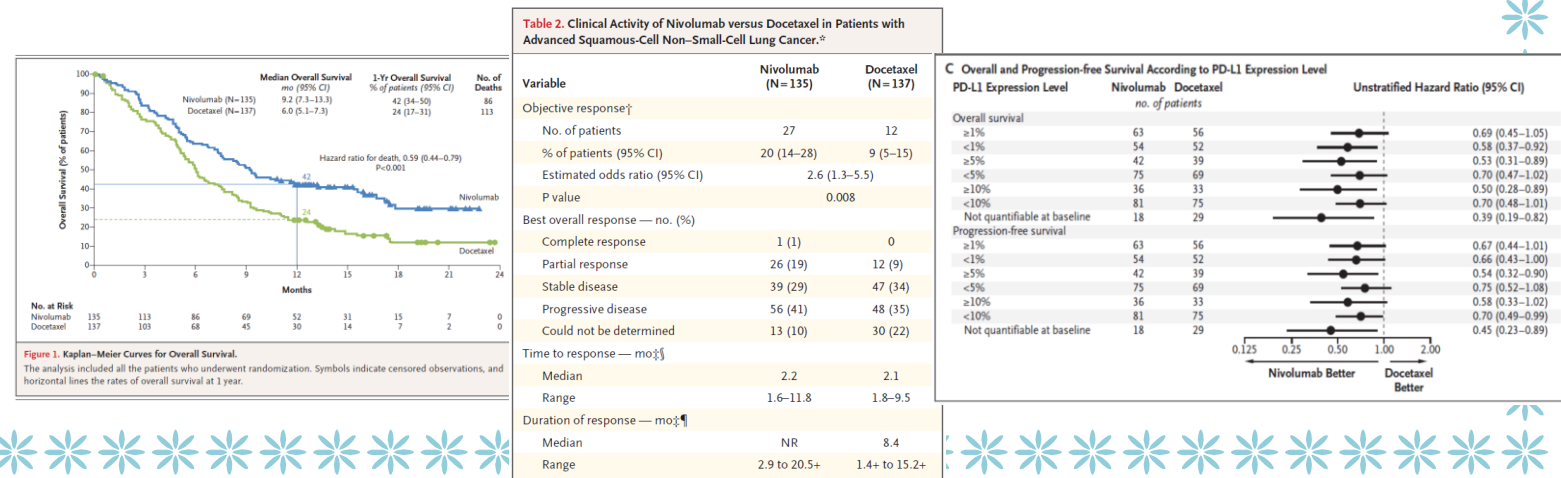 100
90
80
70
60
50
40
30
20
10
0
Overall Survival (% of patients)
0 3 6 9 12 15 18 21 24
Months
Median Overall Survival 1-Yr Overall Survival No. of
mo (95% CI) % of patients (95% CI) Deaths
Nivolumab (N=135) 9.2 (7.3–13.3) 42 (34–50) 86
Docetaxel (N=137) 6.0 (5.1–7.3) 24 (17–31) 113
Hazard ratio for death, 0.59 (0.44–0.79)
P<0.001
42
24
Nivolumab
Docetaxel
No. at Risk
Nivolumab 135 113 86 69 52 31 15 7 0
Docetaxel 137 103 68 45 30 14 7 2 0
Figure 1. Kaplan–Meier Curves for Overall Survival.
The analysis included all the patients who underwent randomization. Symbols indicate censored observations, and
horizontal lines the rates of overall survival at 1 year.
Table 2. Clinical Activity of Nivolumab versus Docetaxel in Patients with
Advanced Squamous-Cell Non–Small-Cell Lung Cancer.*
Nivolumab Docetaxel
Variable (N=135) (N=137)
Objective response†
No. of patients 27 12
% of patients (95% CI) 20 (14–28) 9 (5–15)
Estimated odds ratio (95% CI) 2.6 (1.3–5.5)
P value 0.008
Best overall response — no. (%)
Complete response 1 (1) 0
Partial response 26 (19) 12 (9)
Stable disease 39 (29) 47 (34)
Progressive disease 56 (41) 48 (35)
Could not be determined 13 (10) 30 (22)
Time to response — mo‡§
Median 2.2 2.1
Range 1.6–11.8 1.8–9.5
Duration of response — mo‡¶
Median NR 8.4
Range 2.9 to 20.5+ 1.4+ to 15.2+
C Overall and Progression-free Survival According to PD-L1 Expression Level
PD-L1 Expression Level Nivolumab Docetaxel Unstratified Hazard Ratio (95% CI)
no. of patients
Overall survival
≥1% 63 56 0.69 (0.45–1.05)
<1% 54 52 0.58 (0.37–0.92)
≥5% 42 39 0.53 (0.31–0.89)
<5% 75 69 0.70 (0.47–1.02)
≥10% 36 33 0.50 (0.28–0.89)
<10% 81 75 0.70 (0.48–1.01)
Not quantifiable at baseline 18 29 0.39 (0.19–0.82)
Progression-free survival
≥1% 63 56 0.67 (0.44–1.01)
<1% 54 52 0.66 (0.43–1.00)
≥5% 42 39 0.54 (0.32–0.90)
<5% 75 69 0.75 (0.52–1.08)
≥10% 36 33 0.58 (0.33–1.02)
<10% 81 75 0.70 (0.49–0.99)
Not quantifiable at baseline 18 29 0.45 (0.23–0.89)
0.125 0.25 0.50 1.00 2.00
Nivolumab Better Docetaxel
Better